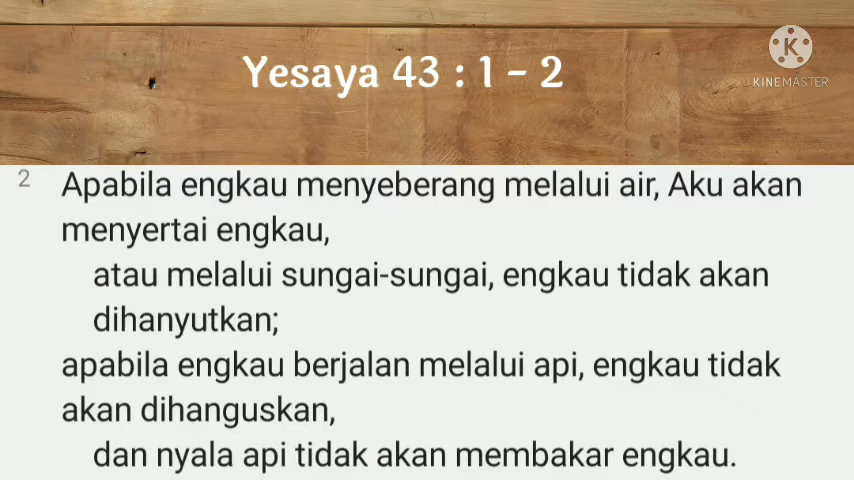 Yesaya 43 : 1 - 2
KINEMASTER
2 Apabila engkau menyeberang melalui air, Aku akan
menyertai engkau,
atau melalui sungai-sungai, engkau tidak akan
dihanyutkan;
apabila engkau berjalan melalui api, engkau tidak
akan dihanguskan,
dan nyala api tidak akan membakar engkau.